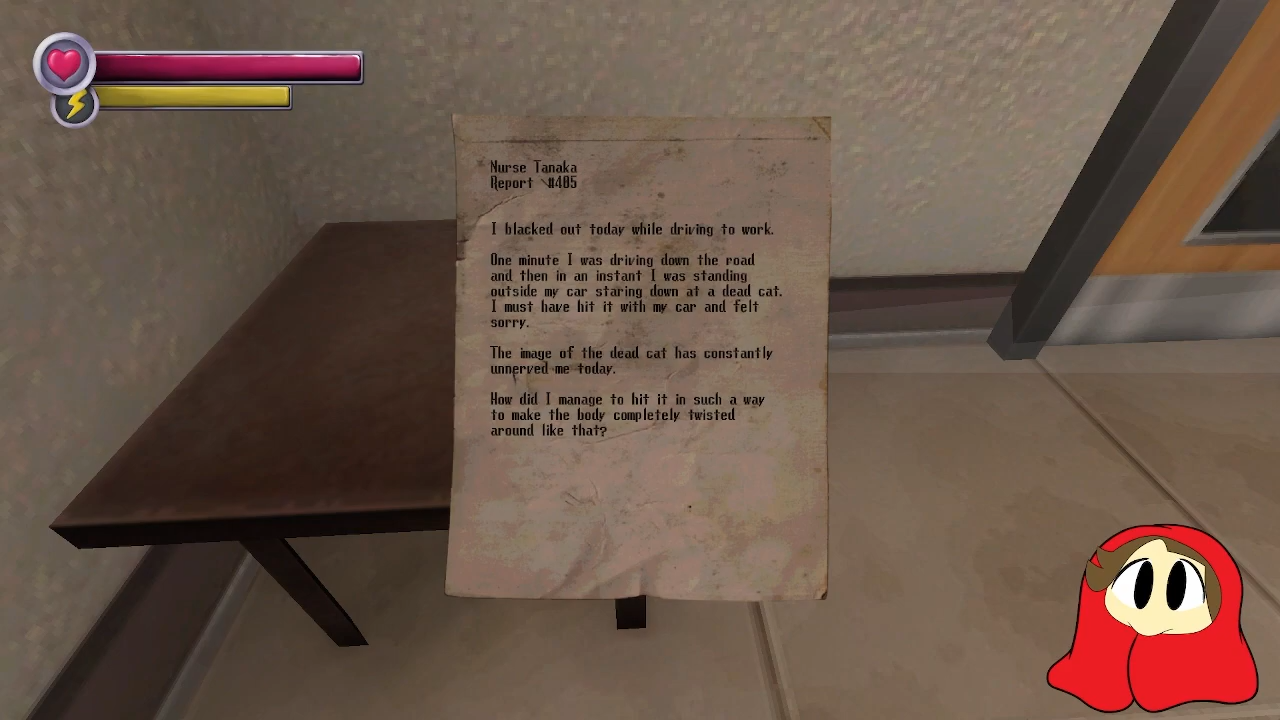 Nurse Tanaka
Report #405
I blacked out today while driving to work.
One minute I was driving down the road
and then in an instant I was standing
outside my car staring down at a dead cat.
I must have hit it with my car and felt
sorry.
The image of the dead cat has constantly
unnerved me today.
How did I manage to hit it in such a way
to make the body completely twisted
around like that?